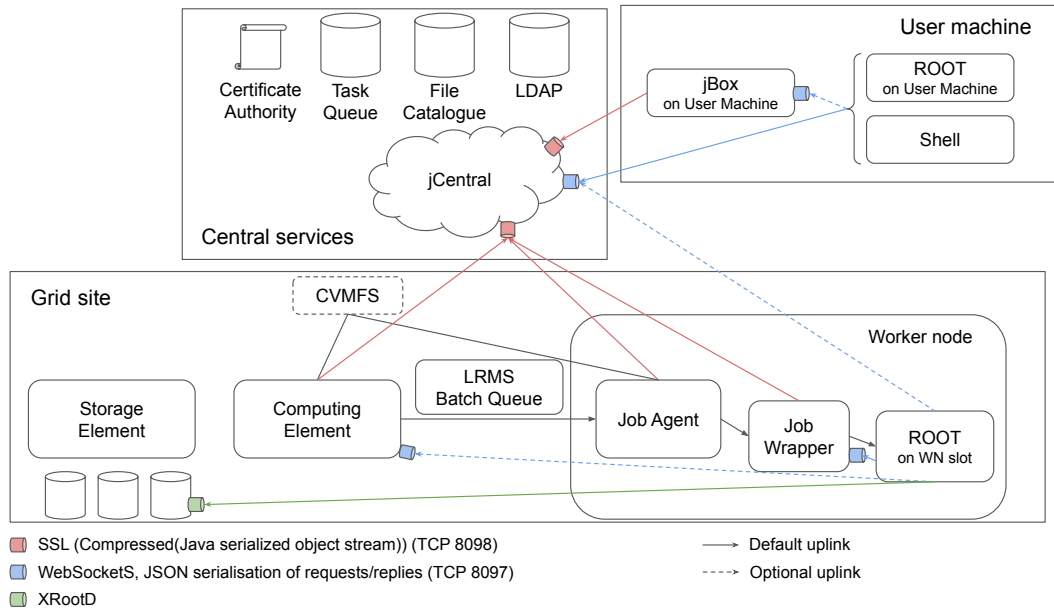 User machine
Certificate
Authority
Task
Queue
File
Catalogue
LDAP
jBox
on User Machine
ROOT
on User Machine
Shell
jCentral
Central services
Grid site
CVMFS
Worker node
Storage
Element
Computing
Element
LRMS
Batch Queue
Job Agent
Job
Wrapper
ROOT
on WN slot
SSL (Compressed(Java serialized object stream)) (TCP 8098)
WebSocketS, JSON serialisation of requests/replies (TCP 8097)
XRootD
Default uplink
Optional uplink